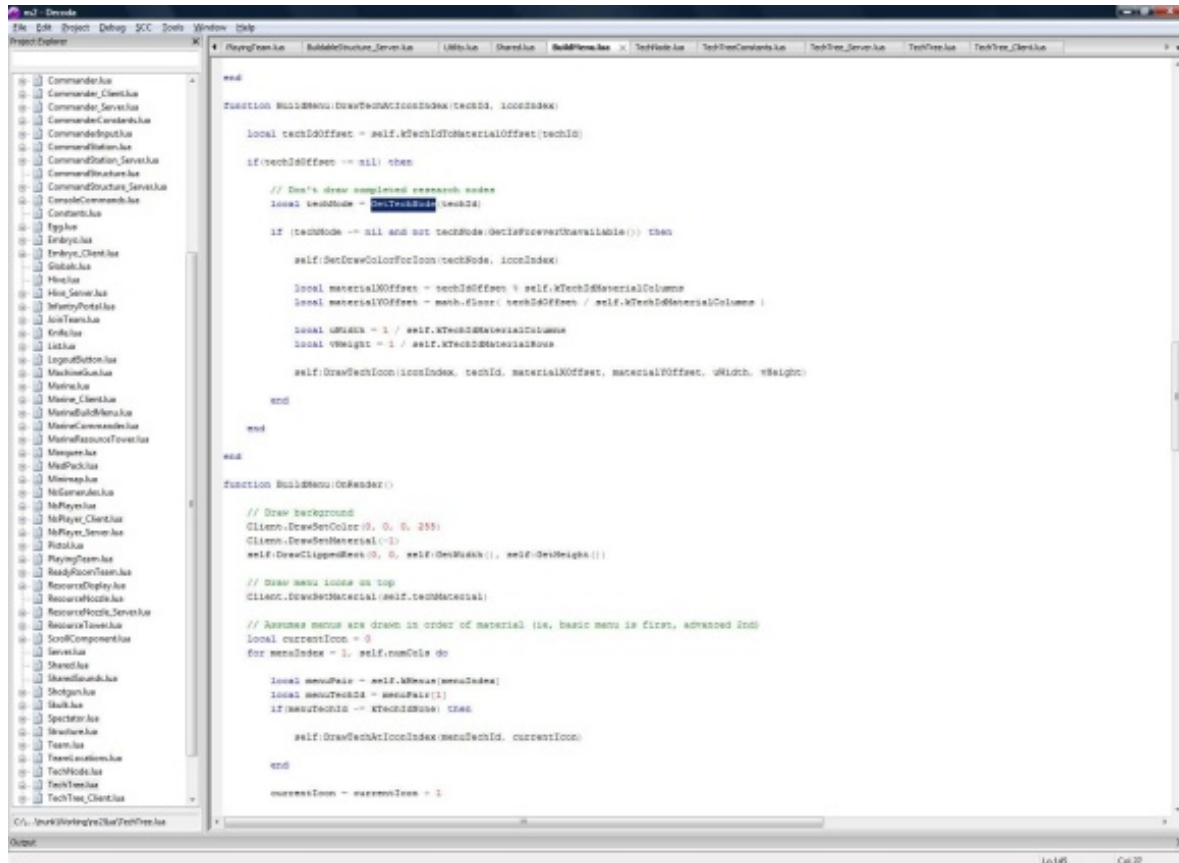 ns2 - Decoda
File Edit Project Debug SCC Tools Window Help
Project Explorer
PlayingTeam.lua BuildableStructure_Server.lua Utility.lua Shared.lua BuildMenu.lua TechNode.lua TechTreeConstants.lua TechTree_Server.lua TechTree.lua TechTree_Client.lua
Commander.lua
Commander_Client.lua
Commander_Server.lua
CommanderConstants.lua
CommanderInput.lua
CommandStation.lua
CommandStation_Server.lua
CommandStructure.lua
CommandStructure_Server.lua
ConsoleCommands.lua
Constants.lua
Egg.lua
Embryo.lua
Embryo_Client.lua
Globals.lua
Hive.lua
Hive_Server.lua
InfantryPortal.lua
JoinTeam.lua
Knife.lua
List.lua
LogoutButton.lua
MachineGun.lua
Marine.lua
Marine_Client.lua
MarineBuildMenu.lua
MarineCommander.lua
MarineResourceTower.lua
Marquee.lua
MedPack.lua
Minimap.lua
NsGamerules.lua
NsPlayer.lua
NsPlayer_Client.lua
NsPlayer_Server.lua
Pistol.lua
PlayingTeam.lua
ReadyRoomTeam.lua
ResourceDisplay.lua
ResourceNozzle.lua
ResourceNozzle_Server.lua
ResourceTower.lua
ScrollComponent.lua
Server.lua
Shared.lua
SharedSounds.lua
Shotgun.lua
Skulk.lua
Spectator.lua
Structure.lua
Team.lua
TeamLocations.lua
TechNode.lua
TechTree.lua
TechTree_Client.lua
C:\...\trunk\Working\ns2\lua\TechTree.lua
end
function BuildMenu:DrawTechAtIconIndex(techId, iconIndex)
local techIdOffset = self.kTechIdToMaterialOffset[techId]
if(techIdOffset ~= nil) then
// Don't draw completed research nodes
local techNode = GetTechNode(techId)
if (techNode ~= nil and not techNode:GetIsForeverUnavailable()) then
self:SetDrawColorForIcon(techNode, iconIndex)
local materialXOffset = techIdOffset % self.kTechIdMaterialColumns
local materialYOffset = math.floor( techIdOffset / self.kTechIdMaterialColumns )
local uWidth = 1 / self.kTechIdMaterialColumns
local vHeight = 1 / self.kTechIdMaterialRows
self:DrawTechIcon(iconIndex, techId, materialXOffset, materialYOffset, uWidth, vHeight)
end
end
end
function BuildMenu:OnRender()
// Draw background
Client.DrawSetColor(0, 0, 0, 255)
Client.DrawSetMaterial(-1)
self:DrawClippedRect(0, 0, self:GetWidth(), self:GetHeight())
// Draw menu icons on top
Client.DrawSetMaterial(self.techMaterial)
// Assumes menus are drawn in order of material (ie, basic menu is first, advanced 2nd)
local currentIcon = 0
for menuIndex = 1, self.numCols do
local menuPair = self.kMenus[menuIndex]
local menuTechId = menuPair[1]
if(menuTechId ~= kTechIdNone) then
self:DrawTechAtIconIndex(menuTechId, currentIcon)
end
currentIcon = currentIcon + 1
Output
Ln 145 Col 37